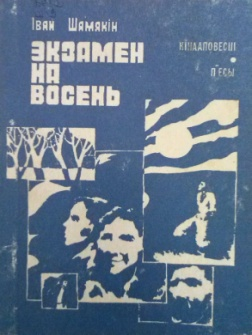 Іван Шамякін
ЭКЗАМЕН
НА
ВОСЕНЬ
КІНААПОВЕСЦІ
•
П'ЕСЫ